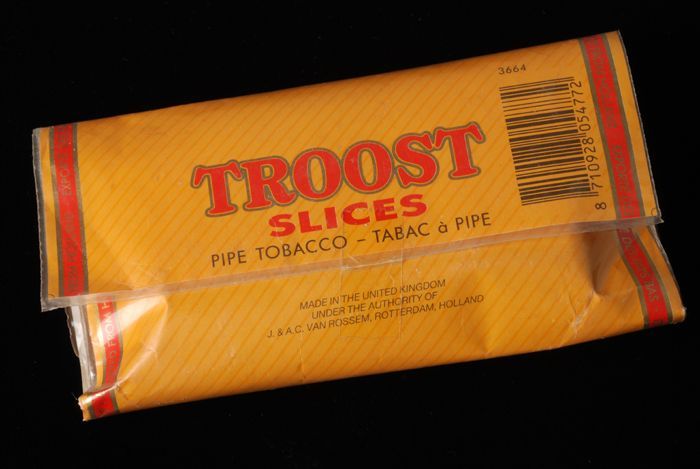 3664
TROOST
SLICES
PIPE TOBACCO – TABAC à PIPE
8 710928 054772
MADE IN THE UNITED KINGDOM
UNDER THE AUTHORITY OF
J. & A.C. VAN ROSSEM, ROTTERDAM, HOLLAND